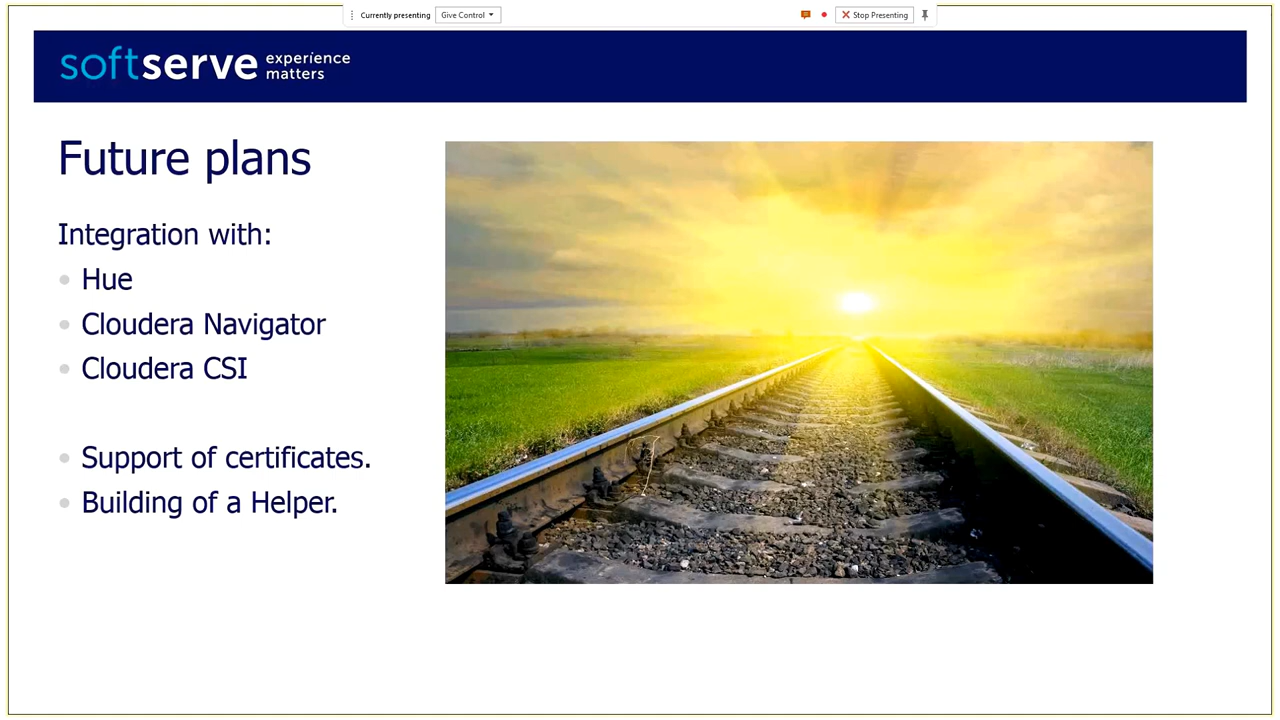 Currently presenting
Give Control
Stop Presenting
softserve
experience
matters
Future plans
Integration with:
Hue
Cloudera Navigator
Cloudera CSI
Support of certificates.
Building of a Helper.